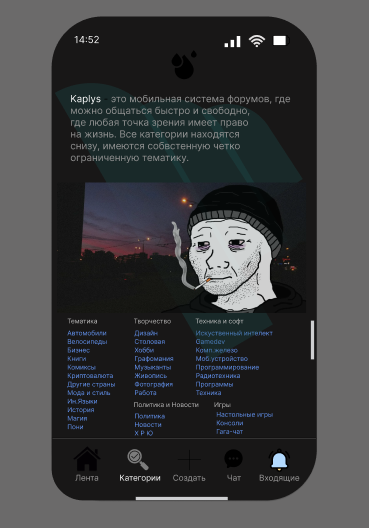 14:52
Kaplys это мобильная система форумов, где
можно общаться быстро и свободно,
где любая точка зрения имеет право
на жизнь. Все категории находятся
снизу, имеются собвстенную четко
ограниченную тематику.
Тематика
Автомобили
Велосипеды
Бизнес
Книги
Комиксы
Криптовалюта
Другие страны
Мода и стиль
Ин.Языки
История
Магия
Пони
Творчество
Дизайн
Столовая
Хобби
Графомания
Музыканты
Живопись
Фотография
Работа
Политика и Новости
Политика
Новости
Х Р Ю
Техника и софт
Искуственный интелект
Gamedev
Комп.железо
Моб.устройство
Программирование
Радиотехника
Программы
Техника
Игры
Настольные игры
Консоли
Гача-чат
Лента
Категории
Создать
Чат
Входящие